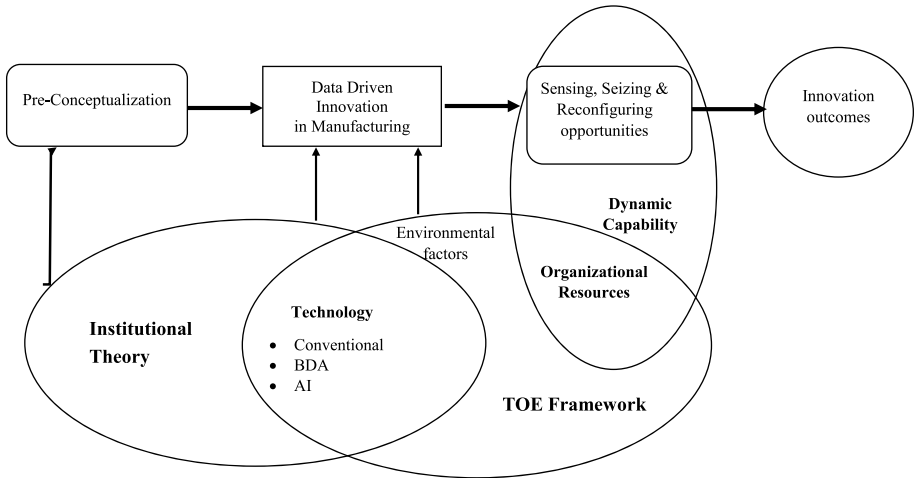 Pre-Conceptualization
Data Driven
Innovation
in Manufacturing
Sensing, Seizing &
Reconfiguring
opportunities
Innovation
outcomes
Dynamic
Capability
Environmental
factors
Organizational
Resources
Institutional
Theory
Technology
• Conventional
• BDA
• AI
TOE Framework